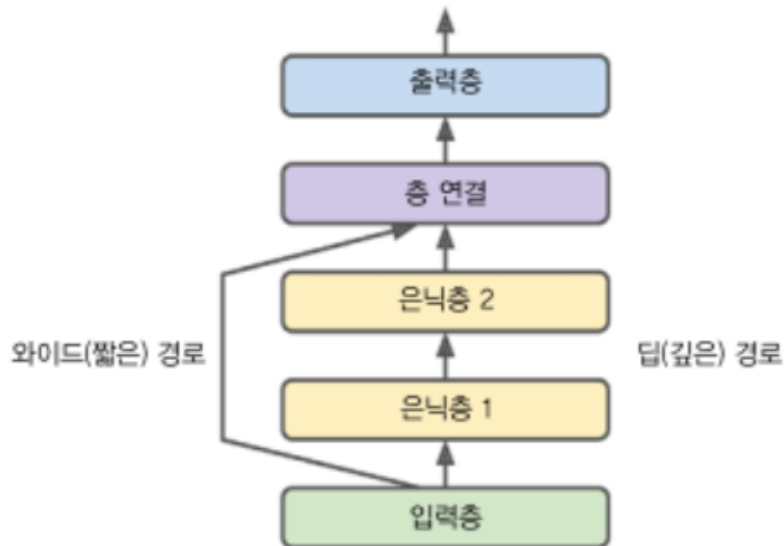 출력층
층 연결
은닉층 2
와이드(짧은) 경로
딥(깊은) 경로
은닉층 1
입력층